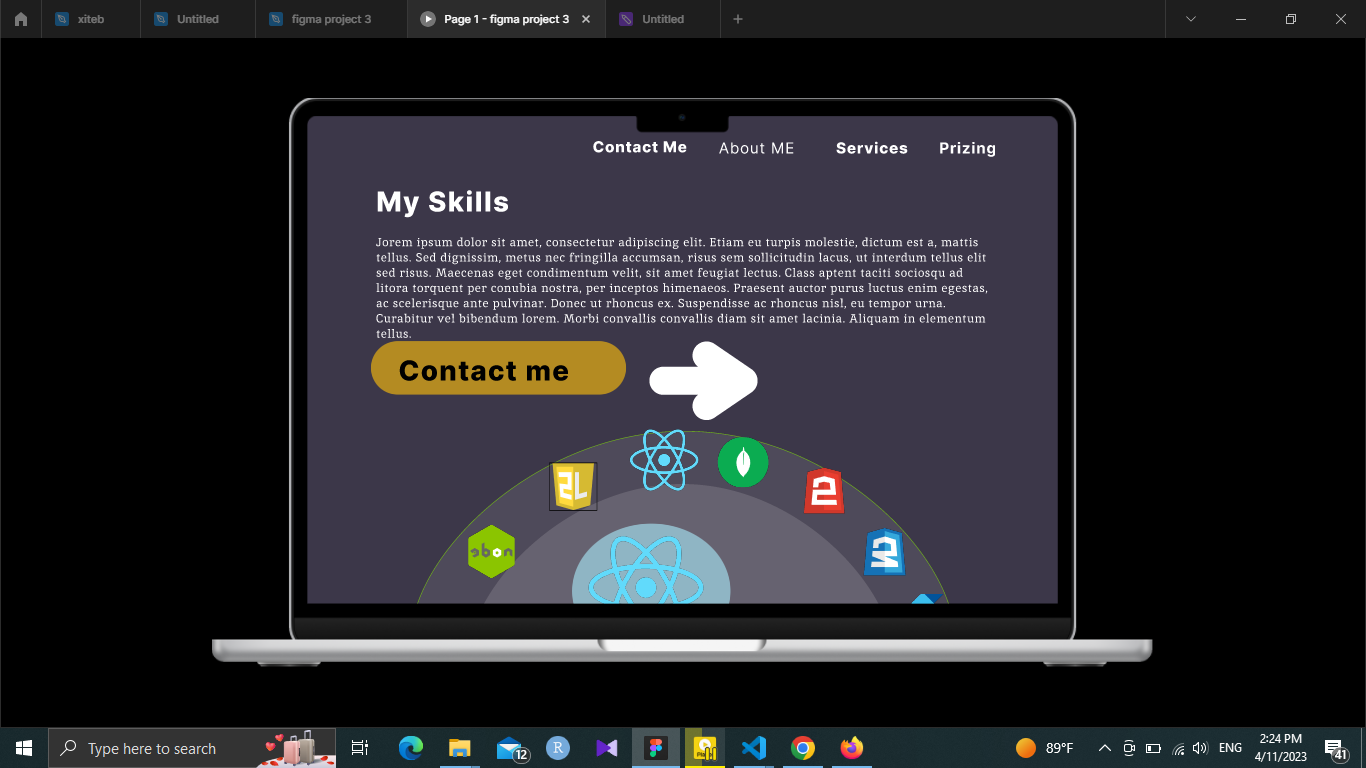 xiteb
Untitled
figma project 3
Page 1 - figma project 3
Untitled
Contact Me
About ME
Services
Prizing
My Skills
Jorem ipsum dolor sit amet, consectetur adipiscing elit. Etiam eu turpis molestie, dictum est a, mattis
tellus. Sed dignissim, metus nec fringilla accumsan, risus sem sollicitudin lacus, ut interdum tellus elit
sed risus. Maecenas eget condimentum velit, sit amet feugiat lectus. Class aptent taciti sociosqu ad
litora torquent per conubia nostra, per inceptos himenaeos. Praesent auctor purus luctus enim egestas,
ac scelerisque ante pulvinar. Donec ut rhoncus ex. Suspendisse ac rhoncus nisl, eu tempor urna.
Curabitur vel bibendum lorem. Morbi convallis convallis diam sit amet lacinia. Aliquam in elementum
tellus.
Contact me
Type here to search
12
R
89°F
ENG
2:24 PM
4/11/2023
41